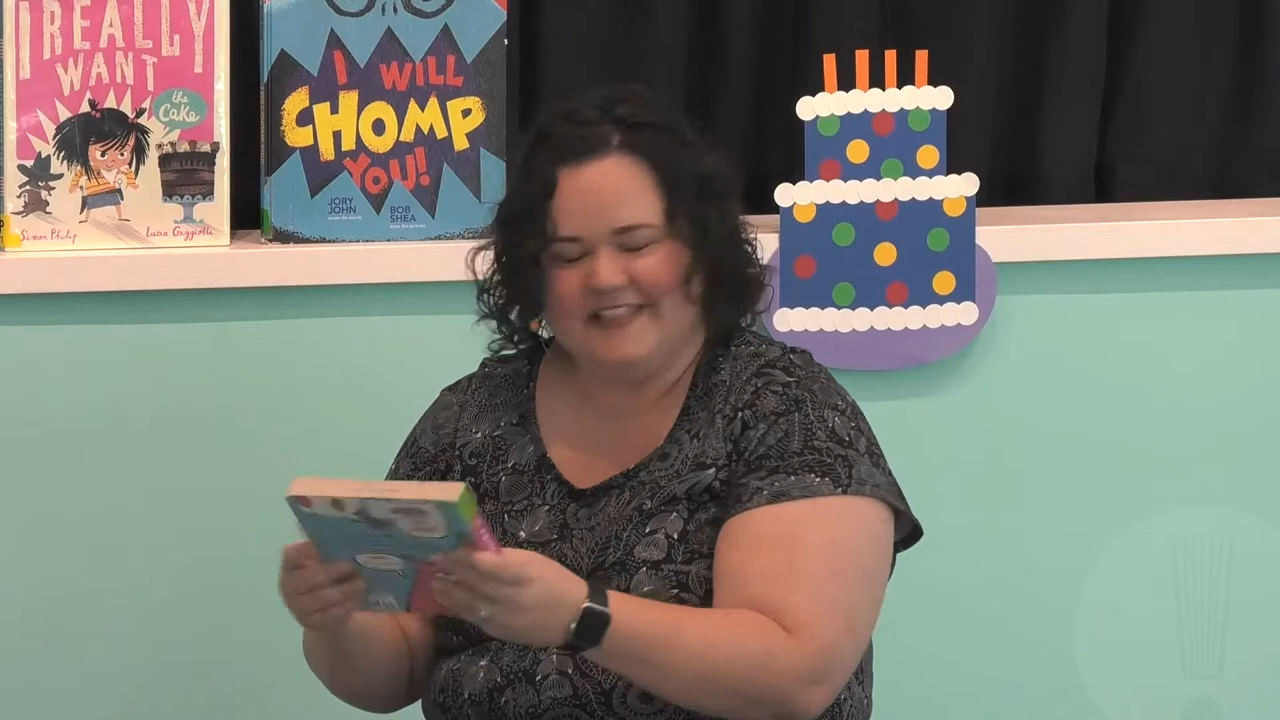 I REALLY
WANT
the
Cake
Simon Philip
Lucia Gaggiotti
I WILL
CHOMP
YOU!
JORY
JOHN
BOB
SHEA